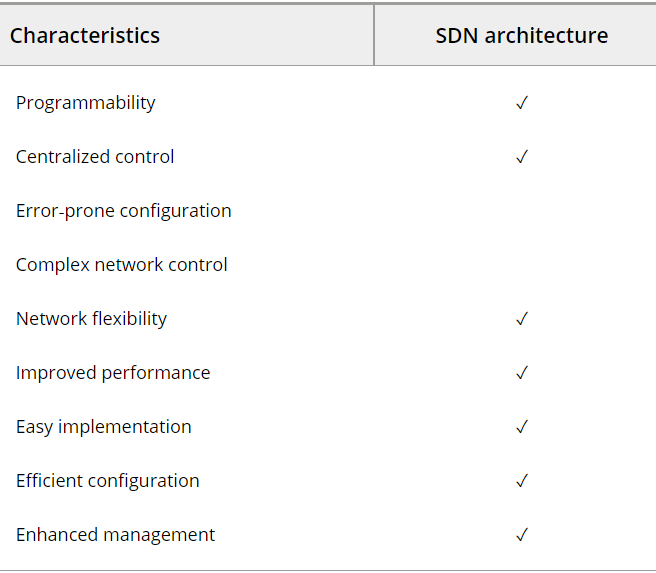 Characteristics SDN architecture
Programmability ✓
Centralized control ✓
Error-prone configuration
Complex network control
Network flexibility ✓
Improved performance ✓
Easy implementation ✓
Efficient configuration ✓
Enhanced management ✓